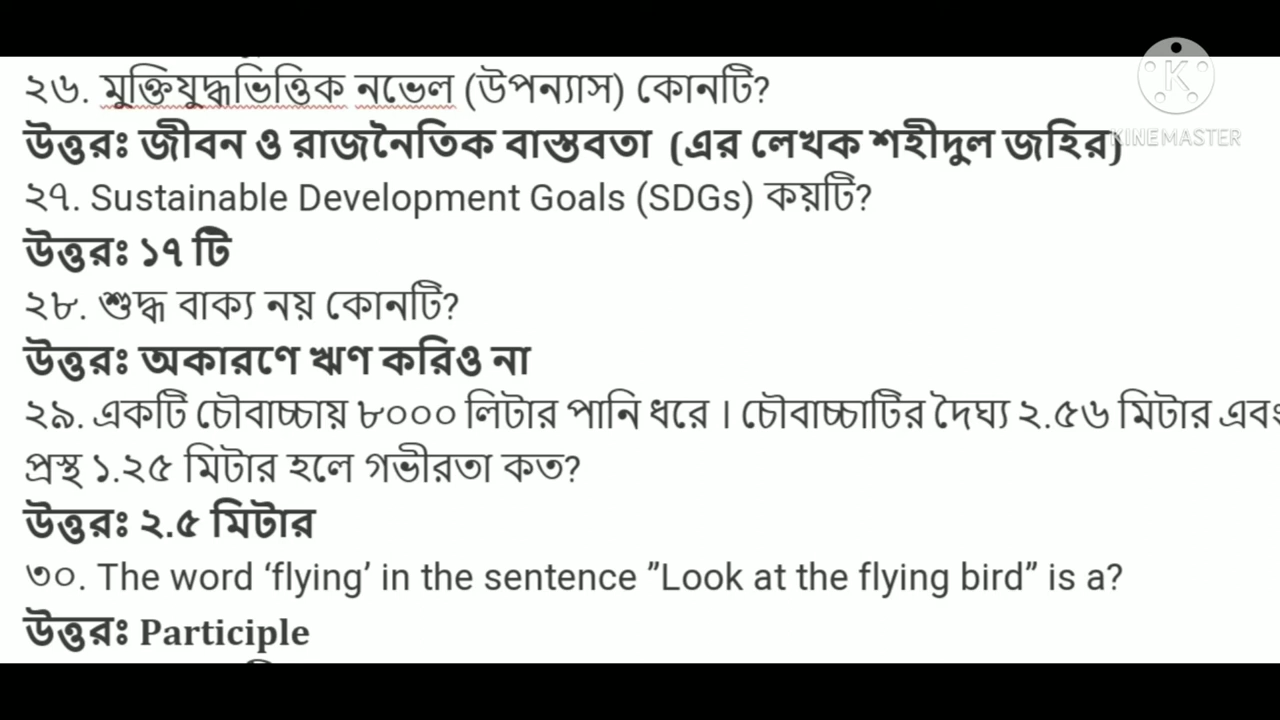 ২৬. মুক্তিযুদ্ধভিত্তিক নভেল (উপন্যাস) কোনটি?
উত্তরঃ জীবন ও রাজনৈতিক বাস্তবতা (এর লেখক শহীদুল জহির)
KINEMASTER
২৭. Sustainable Development Goals (SDGs) কয়টি?
উত্তরঃ ১৭ টি
২৮. শুদ্ধ বাক্য নয় কোনটি?
উত্তরঃ অকারণে ঋণ করিও না
২৯. একটি চৌবাচ্চায় ৮০০০ লিটার পানি ধরে। চৌবাচ্চাটির দৈঘ্য ২.৫৬ মিটার এবং
প্রস্থ ১.২৫ মিটার হলে গভীরতা কত?
উত্তরঃ ২.৫ মিটার
৩০. The word ‘flying’ in the sentence ”Look at the flying bird” is a?
উত্তরঃ Participle